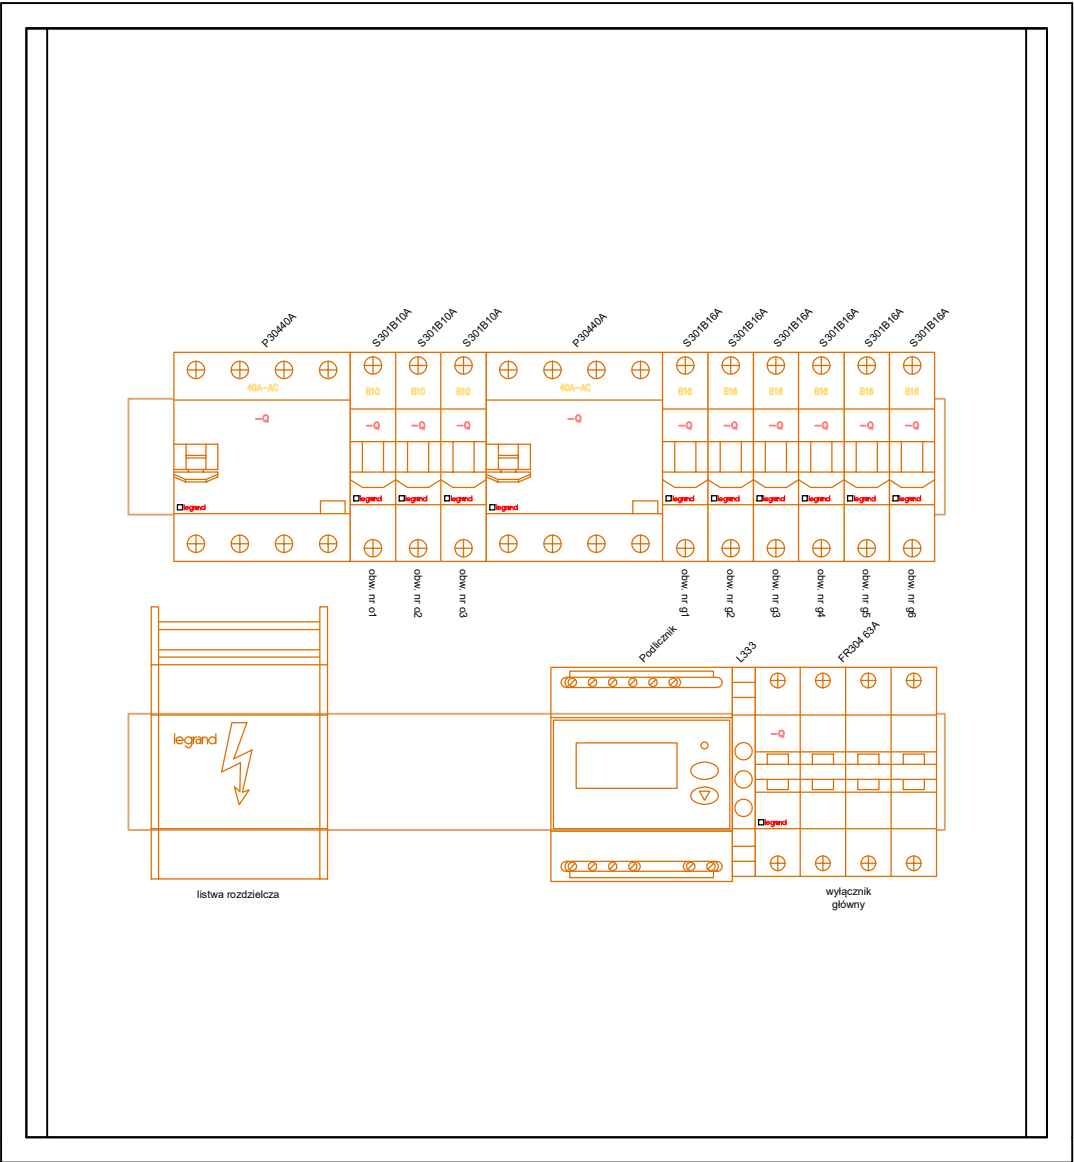 P30440A
S301B10A
S301B10A
S301B10A
P30440A
S301B16A
S301B16A
S301B16A
S301B16A
S301B16A
S301B16A
40A-AC
B10
B10
B10
40A-AC
B16
B16
B16
B16
B16
B16
-Q
-Q
-Q
-Q
-Q
-Q
-Q
-Q
-Q
-Q
-Q
legrand
legrand
legrand
legrand
legrand
legrand
legrand
legrand
legrand
legrand
legrand
obw. nr o1
obw. nr o2
obw. nr o3
obw. nr g1
obw. nr g2
obw. nr g3
obw. nr g4
obw. nr g5
obw. nr g6
Podlicznik
L333
FR304 63A
legrand
-Q
legrand
listwa rozdzielcza
wyłącznik
główny